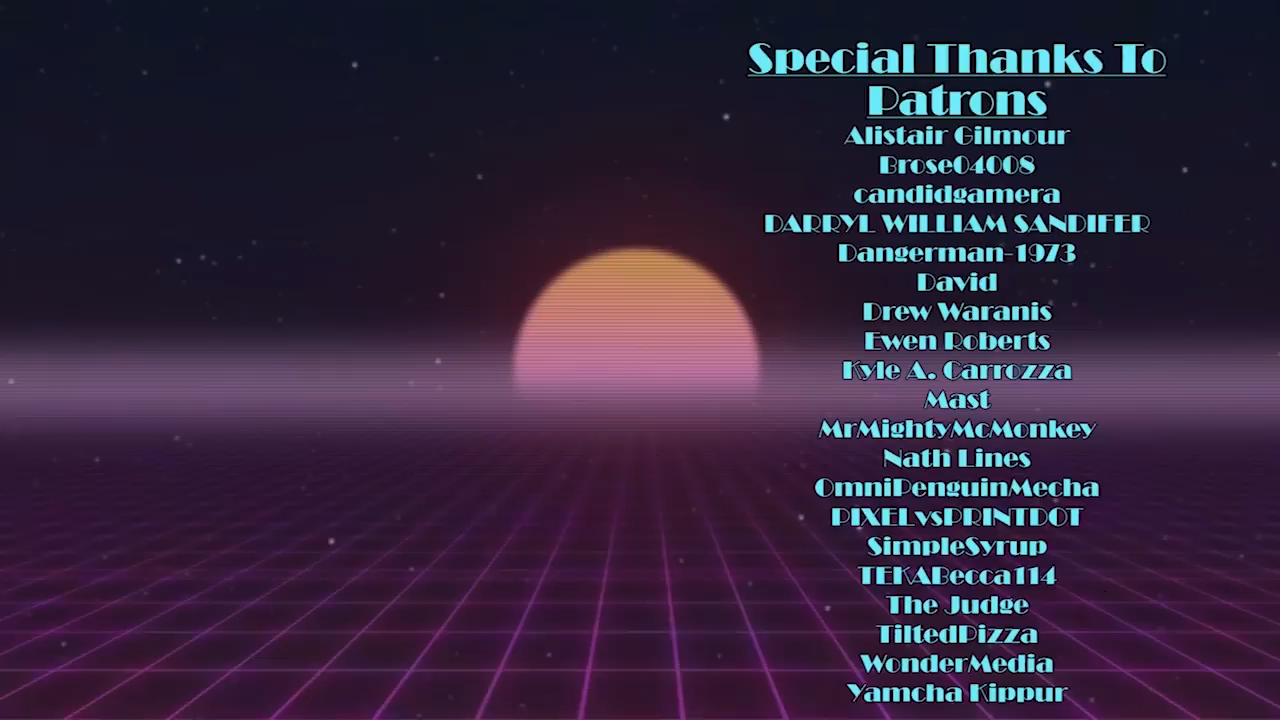 Special Thanks To
Patrons
Alistair Gilmour
Brose04008
candidgamera
DARRYL WILLIAM SANDIFER
Dangerman-1973
David
Drew Waranis
Ewen Roberts
Kyle A. Carrozza
Mast
MrMightyMcMonkey
Nath Lines
OmniPenguinMecha
PIXELvsPRINTDOT
SimpleSyrup
TEKABecca114
The Judge
TiltedPizza
WonderMedia
Yamcha Kippur